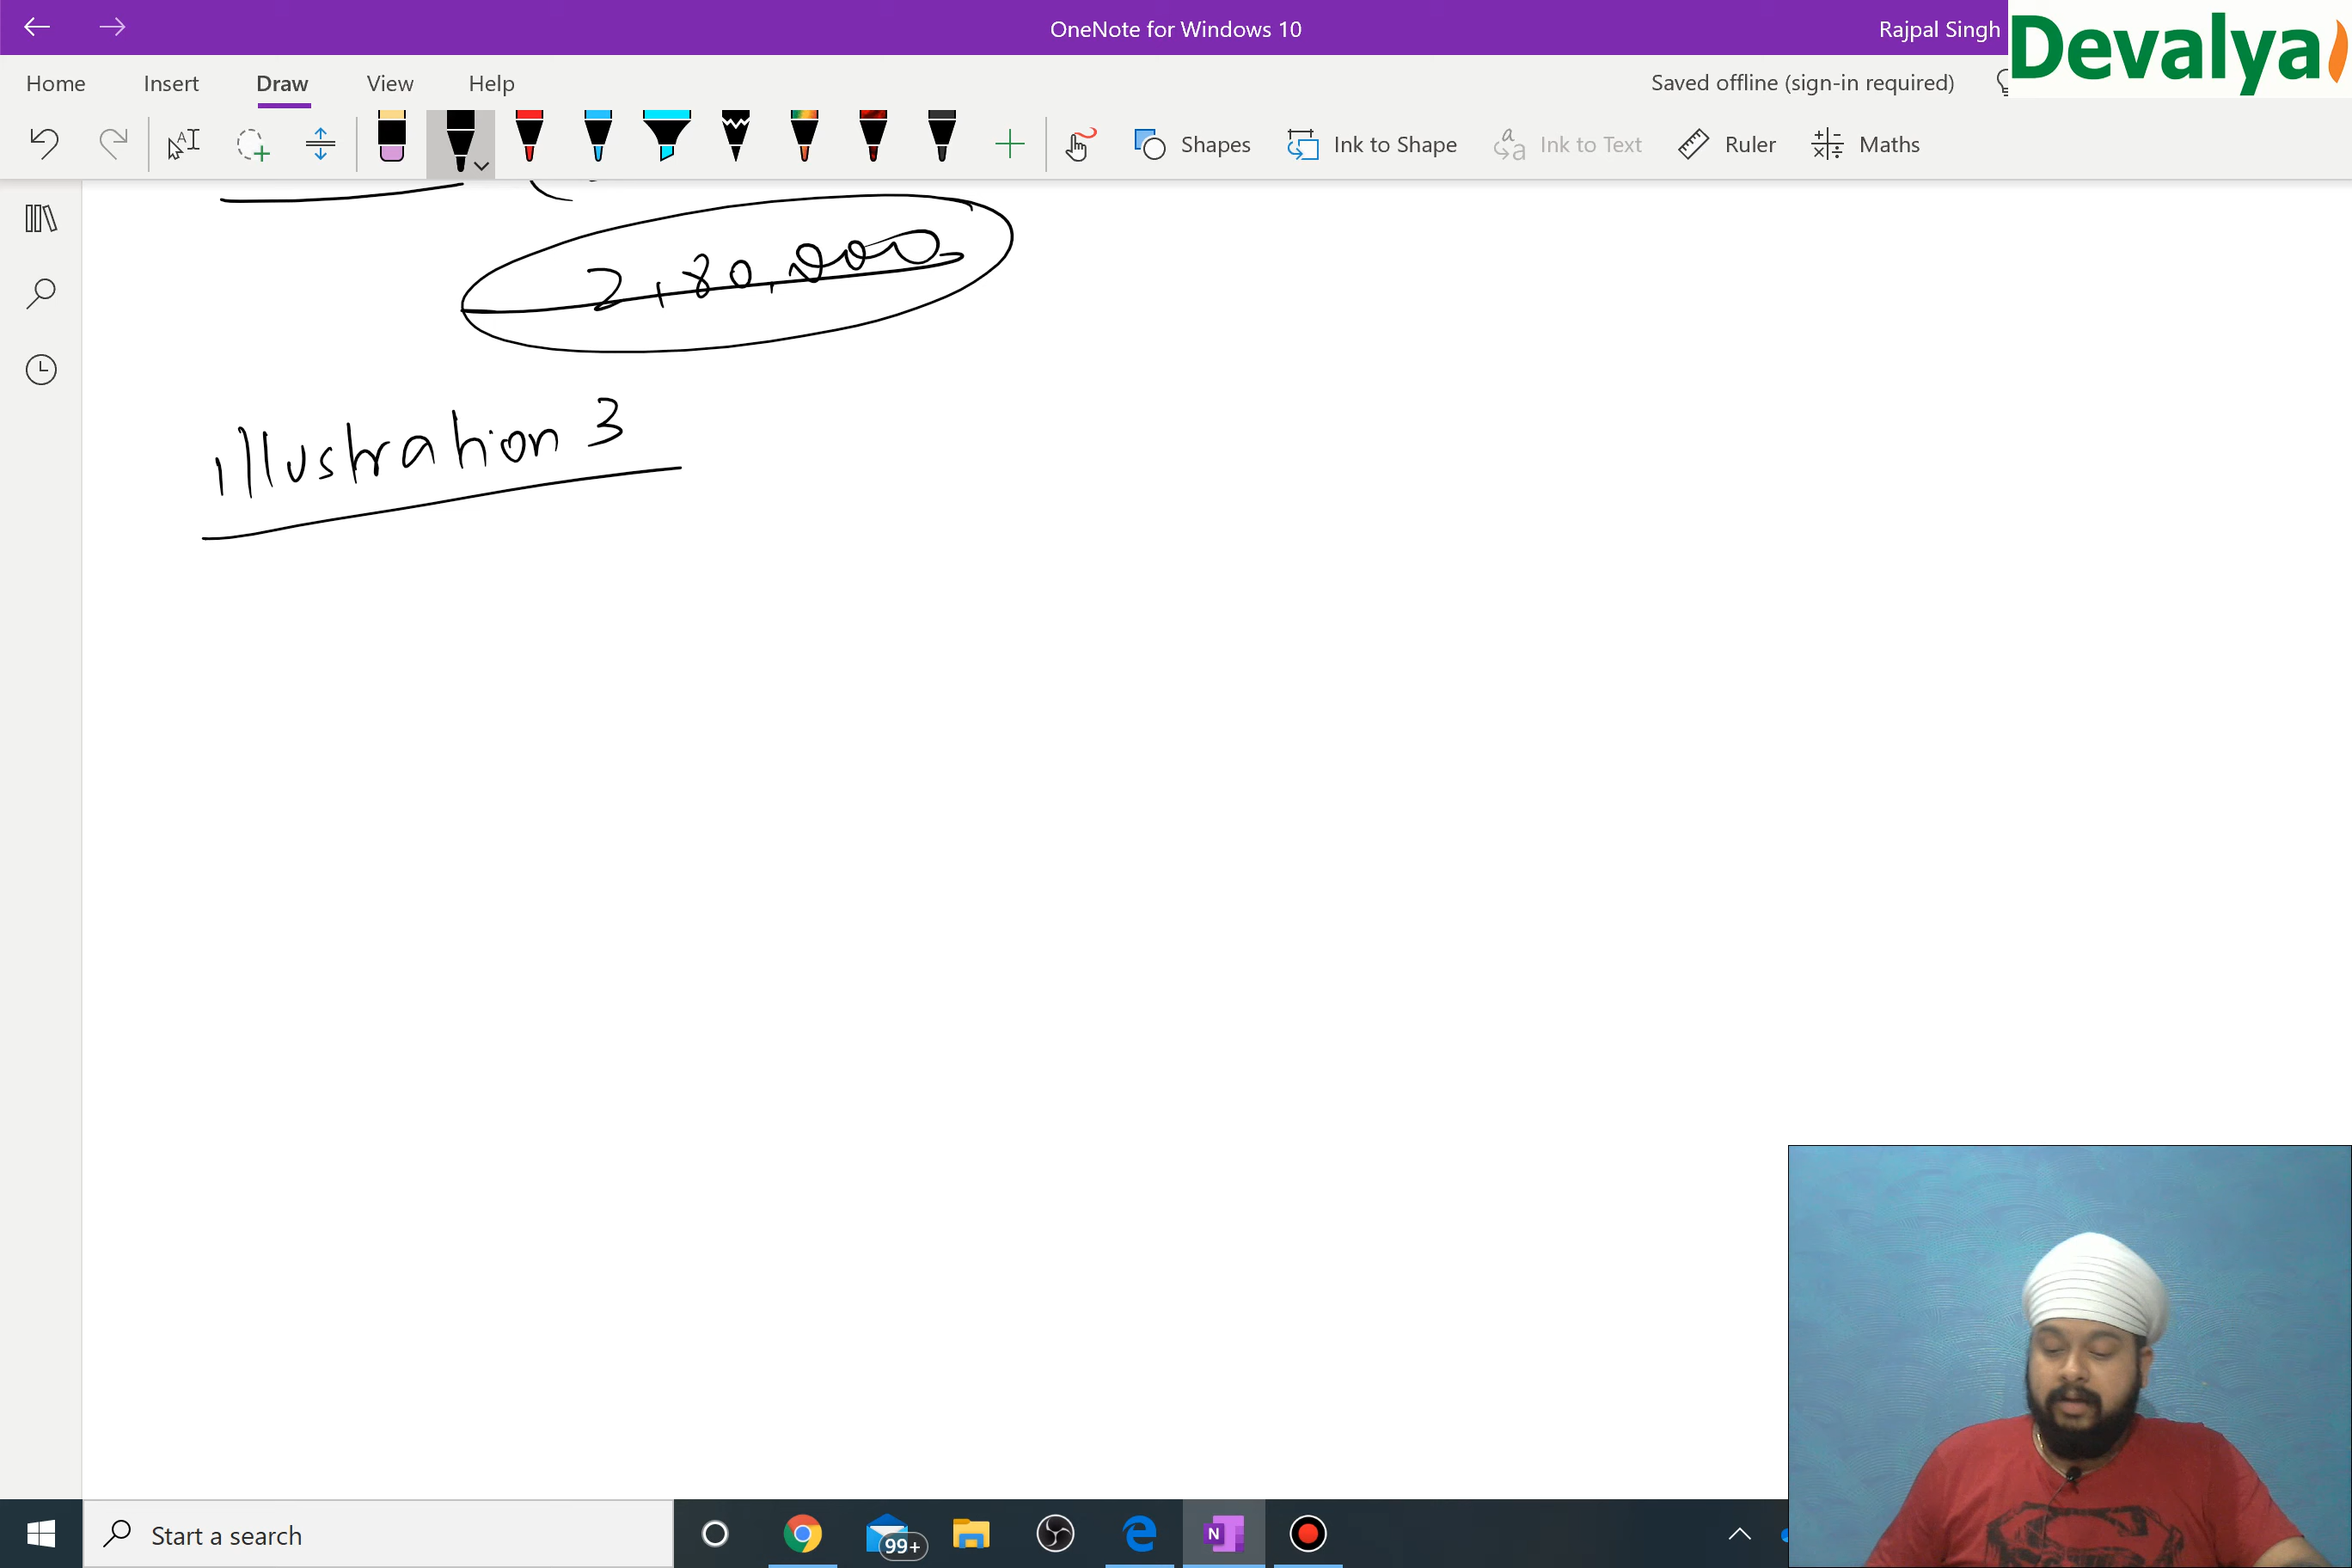 OneNote for Windows 10
Rajpal Singh
Devalya
Home Insert Draw View Help
Saved offline (sign-in required)
Shapes Ink to Shape Ink to Text Ruler Maths
2,80,000
illustration 3
Start a search
99+
N